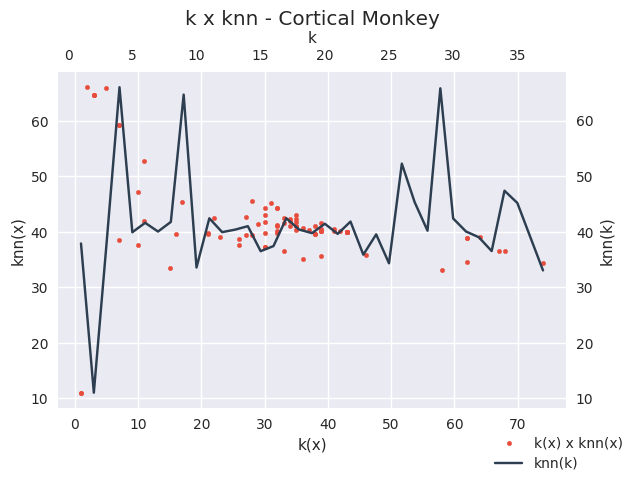 k x knn - Cortical Monkey
k
0 5 10 15 20 25 30 35
60 60
50 50
40 40
30 30
20 20
10 10
knn(x)
knn(k)
0 10 20 30 40 50 60 70
k(x)
k(x) x knn(x)
knn(k)